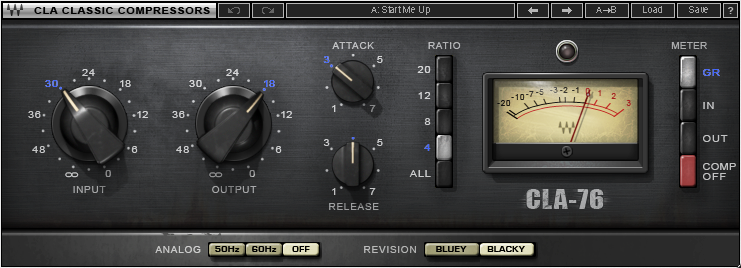 CLA CLASSIC COMPRESSORS
A: Start Me Up
A→B
Load
Save
?
ATTACK
3 5
1 7
RATIO
20
12
8
4
ALL
METER
GR
IN
OUT
COMP OFF
30 24 18
36 12
48 6
∞ 0
INPUT
30 24 18
36 12
48 6
∞ 0
OUTPUT
3 5
1 7
RELEASE
-20 -10 -7 -5 -3 -2 -1 0 1 2 3
CLA-76
ANALOG 50Hz 60Hz OFF
REVISION BLUEY BLACKY